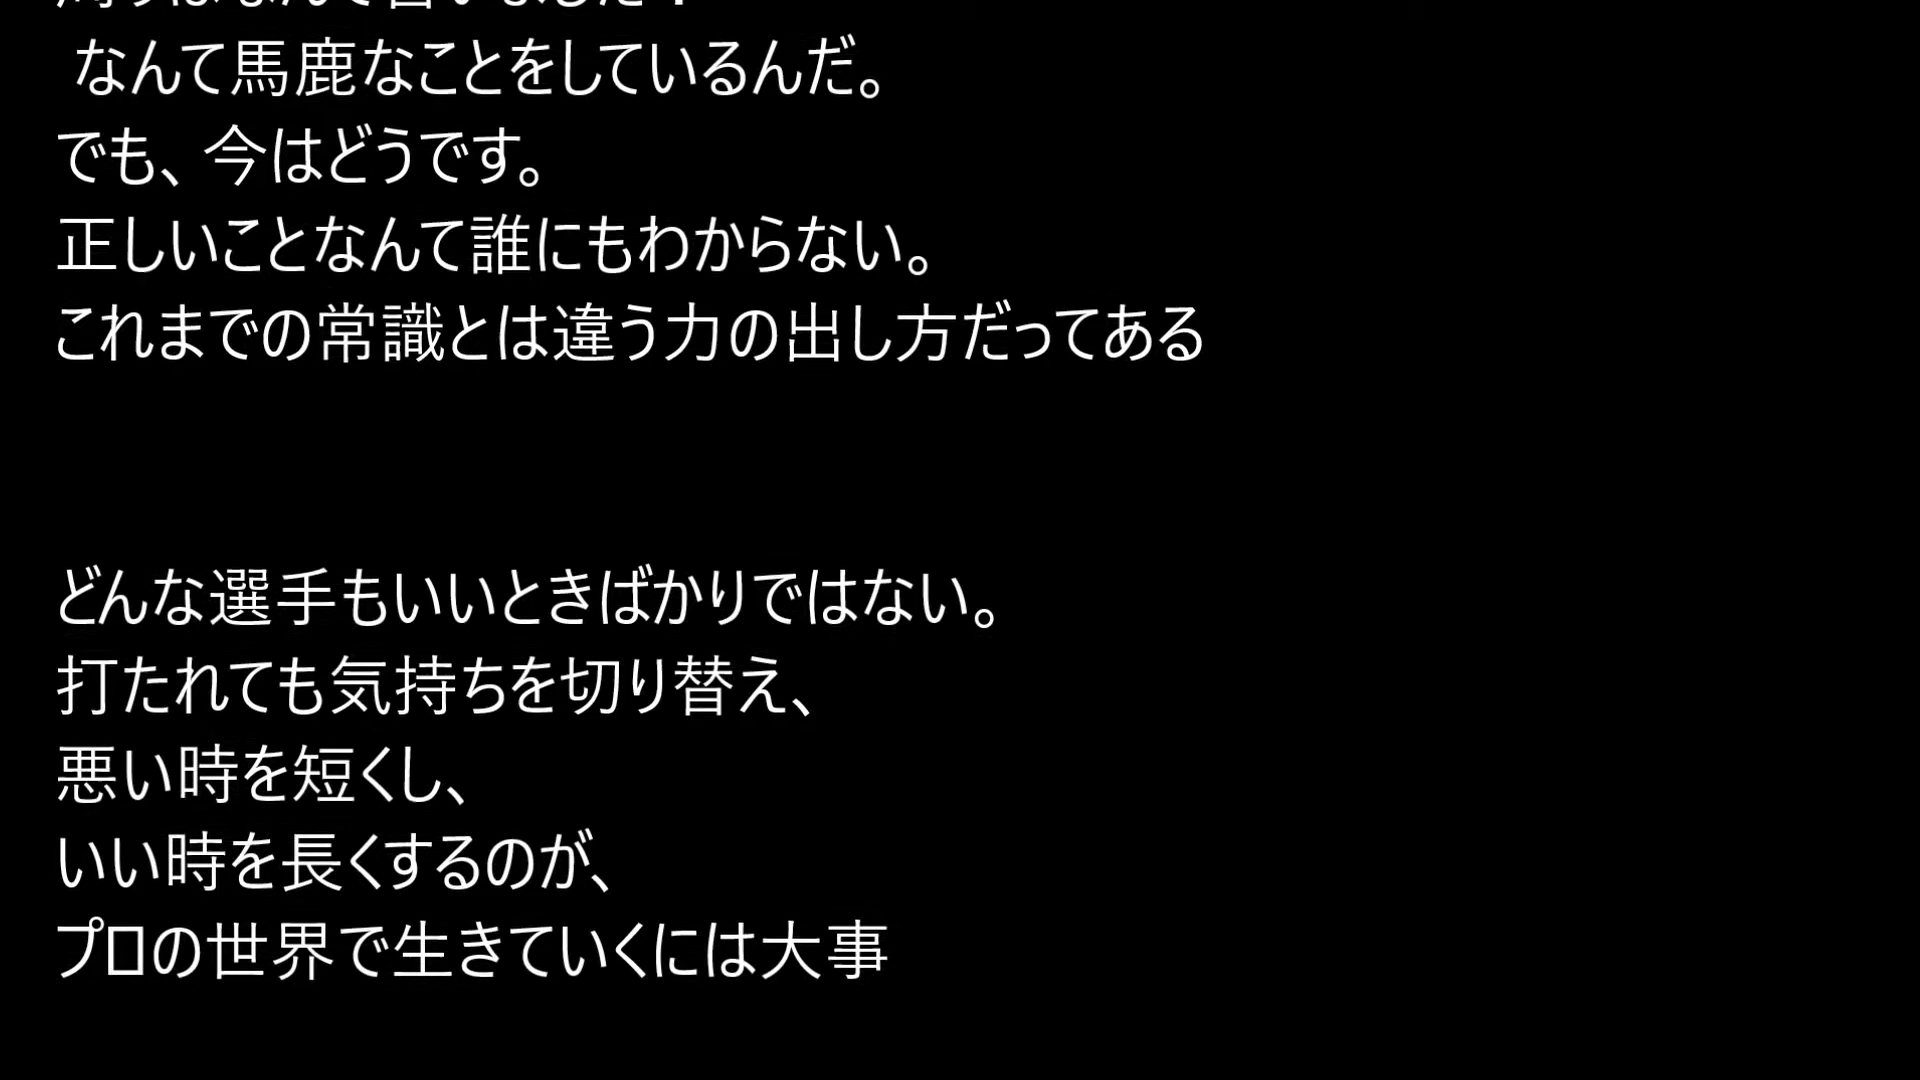 なんて馬鹿なことをしているんだ。
でも、今はどうです。
正しいことなんて誰にもわからない。
これまでの常識とは違う力の出し方だってある
どんな選手もいいときばかりではない。
打たれても気持ちを切り替え、
悪い時を短くし、
いい時を長くするのが、
プロの世界で生きていくには大事